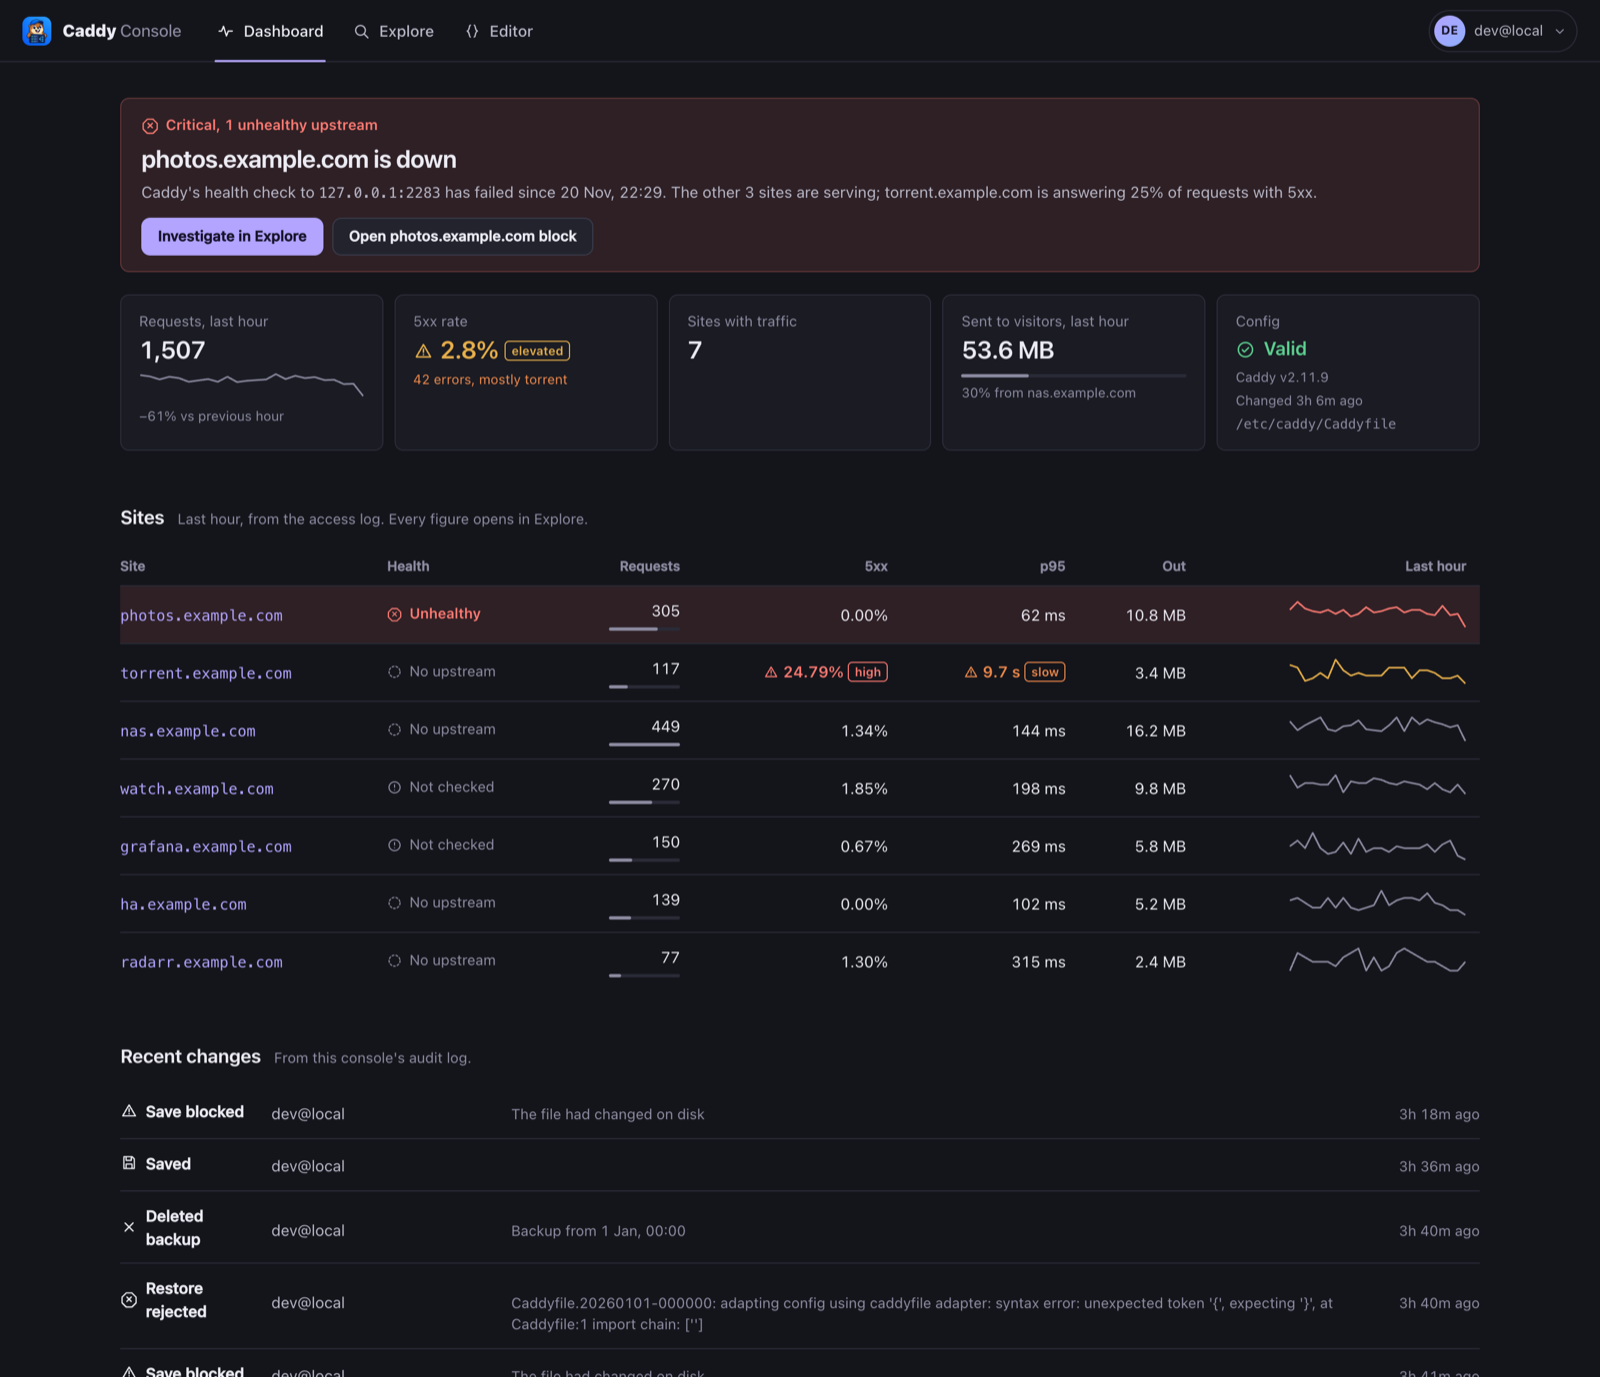 Caddy Console
Dashboard
Explore
Editor
DE
dev@local
Critical, 1 unhealthy upstream
photos.example.com is down
Caddy's health check to 127.0.0.1:2283 has failed since 20 Nov, 22:29. The other 3 sites are serving; torrent.example.com is answering 25% of requests with 5xx.
Investigate in Explore
Open photos.example.com block
Requests, last hour
1,507
−61% vs previous hour
5xx rate
2.8% elevated
42 errors, mostly torrent
Sites with traffic
7
Sent to visitors, last hour
53.6 MB
30% from nas.example.com
Config
Valid
Caddy v2.11.9
Changed 3h 6m ago
/etc/caddy/Caddyfile
Sites Last hour, from the access log. Every figure opens in Explore.
Site Health Requests 5xx p95 Out Last hour
photos.example.com Unhealthy 305 0.00% 62 ms 10.8 MB
torrent.example.com No upstream 117 24.79% high 9.7 s slow 3.4 MB
nas.example.com No upstream 449 1.34% 144 ms 16.2 MB
watch.example.com Not checked 270 1.85% 198 ms 9.8 MB
grafana.example.com Not checked 150 0.67% 269 ms 5.8 MB
ha.example.com No upstream 139 0.00% 102 ms 5.2 MB
radarr.example.com No upstream 77 1.30% 315 ms 2.4 MB
Recent changes From this console's audit log.
Save blocked dev@local The file had changed on disk 3h 18m ago
Saved dev@local 3h 36m ago
Deleted
backup
dev@local Backup from 1 Jan, 00:00 3h 40m ago
Restore
rejected
dev@local Caddyfile.20260101-000000: adapting config using caddyfile adapter: syntax error: unexpected token '{', expecting '}', at
Caddyfile:1 import chain: ['']
3h 40m ago
Save blocked dev@local The file had changed on disk 3h 41m ago